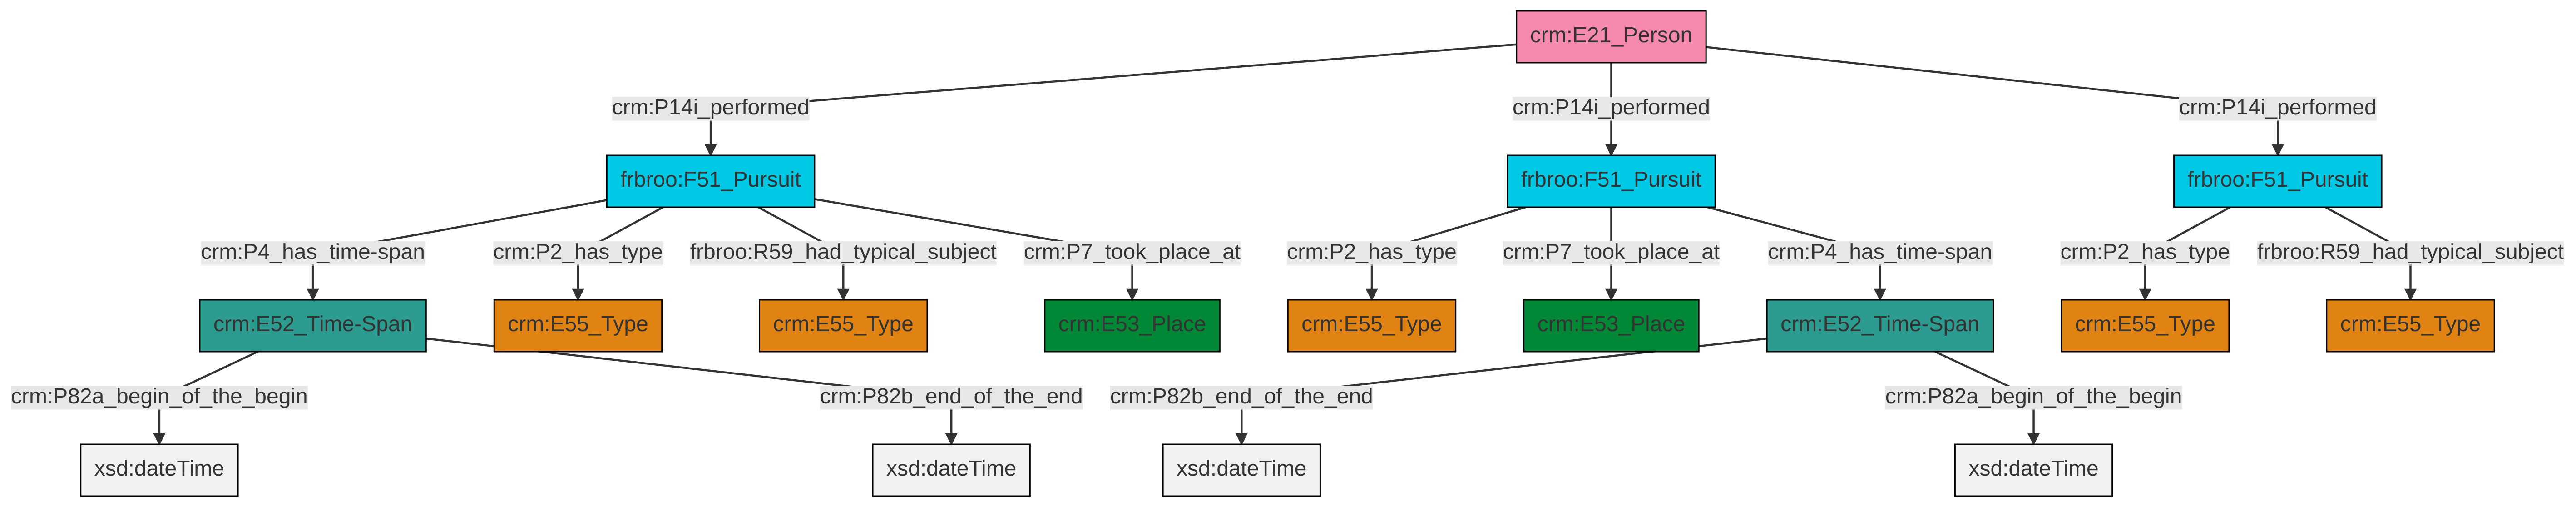 crm:E21_Person
crm:P14i_performed
crm:P14i_performed
crm:P14i_performed
frbroo:F51_Pursuit
frbroo:F51_Pursuit
frbroo:F51_Pursuit
crm:P4_has_time-span
crm:P2_has_type
frbroo:R59_had_typical_subject
crm:P7_took_place_at
crm:P2_has_type
crm:P7_took_place_at
crm:P4_has_time-span
crm:P2_has_type
frbroo:R59_had_typical_subject
crm:E52_Time-Span
crm:E55_Type
crm:E55_Type
crm:E53_Place
crm:E55_Type
crm:E53_Place
crm:E52_Time-Span
crm:E55_Type
crm:E55_Type
crm:P82a_begin_of_the_begin
crm:P82b_end_of_the_end
crm:P82b_end_of_the_end
crm:P82a_begin_of_the_begin
xsd:dateTime
xsd:dateTime
xsd:dateTime
xsd:dateTime